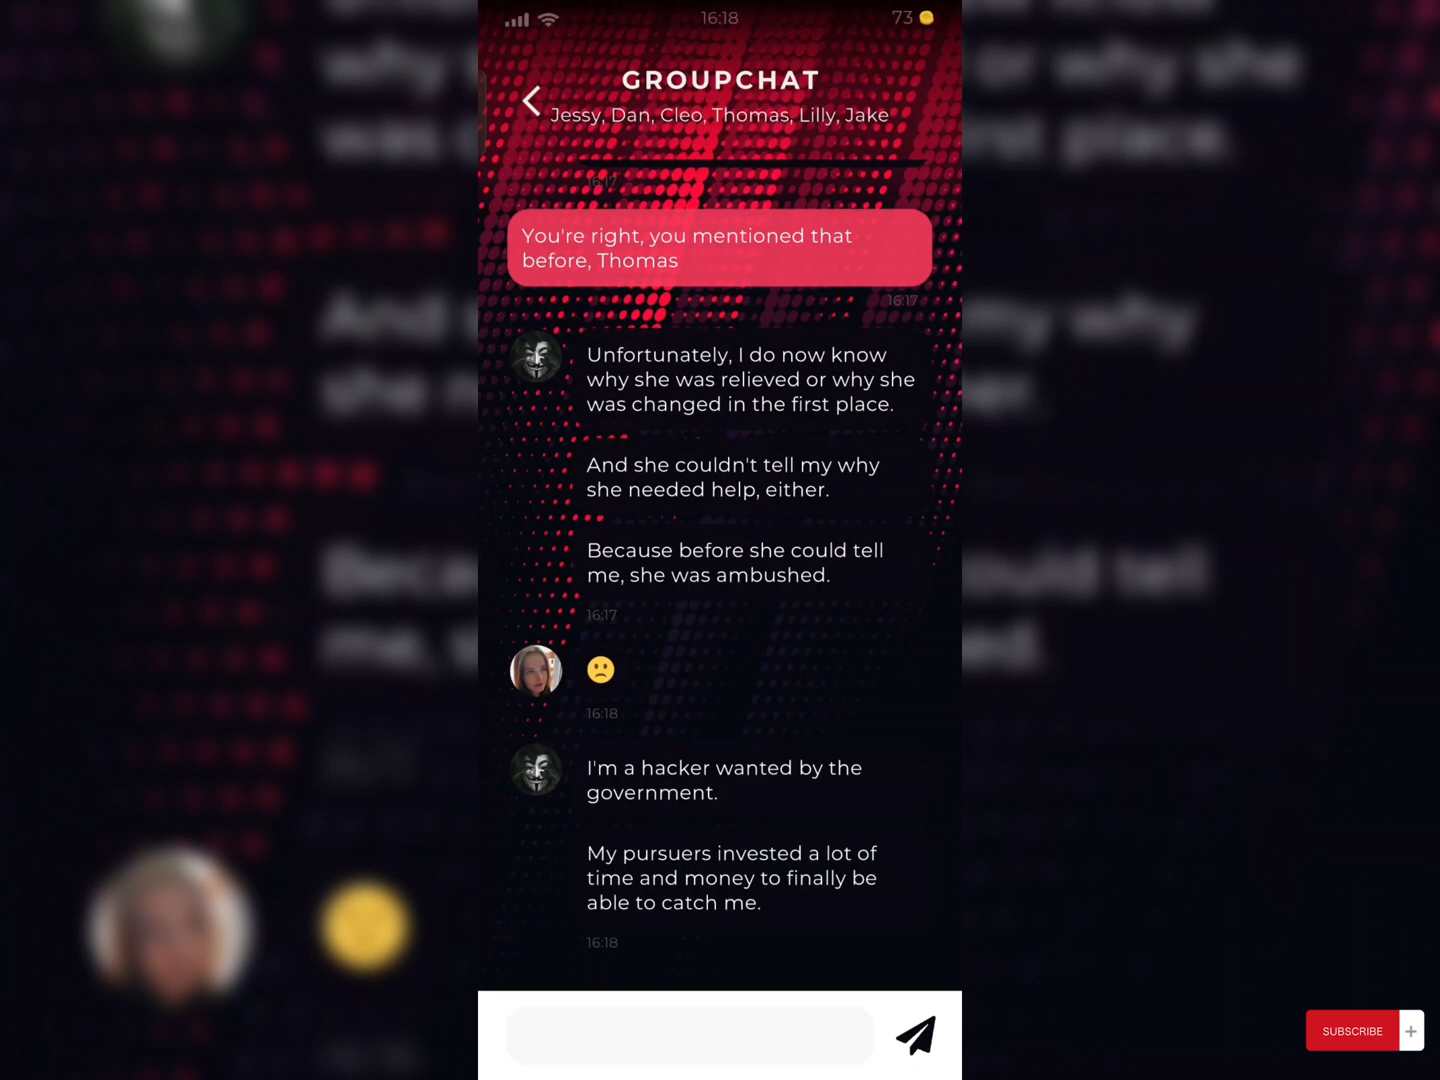 16:18
73
GROUPCHAT
Jessy, Dan, Cleo, Thomas, Lilly, Jake
16:17
You're right, you mentioned that
before, Thomas
16:17
Unfortunately, I do now know
why she was relieved or why she
was changed in the first place.
And she couldn't tell my why
she needed help, either.
Because before she could tell
me, she was ambushed.
16:17
16:18
I'm a hacker wanted by the
government.
My pursuers invested a lot of
time and money to finally be
able to catch me.
16:18
SUBSCRIBE